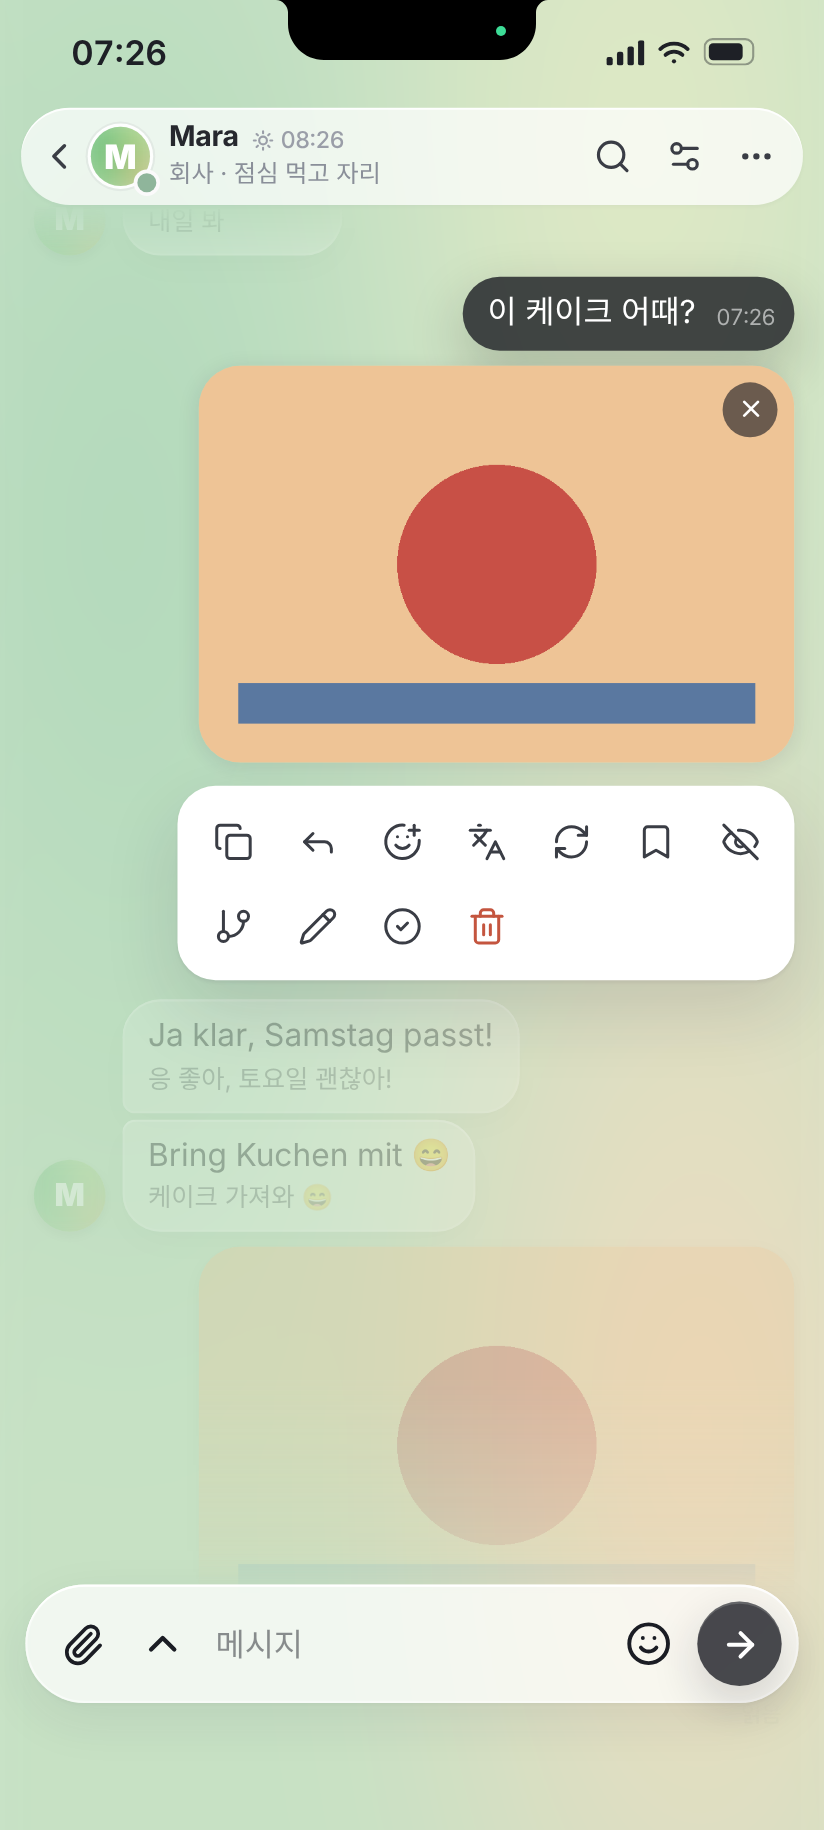 07:26
M
Mara 08:26
회사 · 점심 먹고 자리
M
내일 봐
이 케이크 어때? 07:26
Ja klar, Samstag passt!
응 좋아, 토요일 괜찮아!
Bring Kuchen mit 😄
케이크 가져와 😄
M
메시지